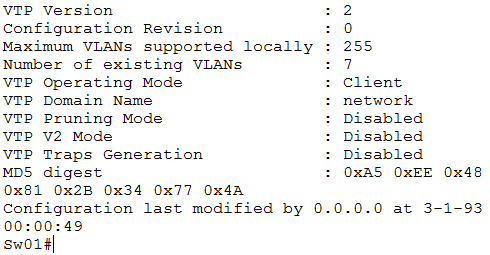 VTP Version                     : 2
Configuration Revision          : 0
Maximum VLANs supported locally : 255
Number of existing VLANs        : 7
VTP Operating Mode              : Client
VTP Domain Name                 : network
VTP Pruning Mode                : Disabled
VTP V2 Mode                     : Disabled
VTP Traps Generation            : Disabled
MD5 digest                      : 0xA5 0xEE 0x48
0x81 0x2B 0x34 0x77 0x4A
Configuration last modified by 0.0.0.0 at 3-1-93
00:00:49
Sw01#